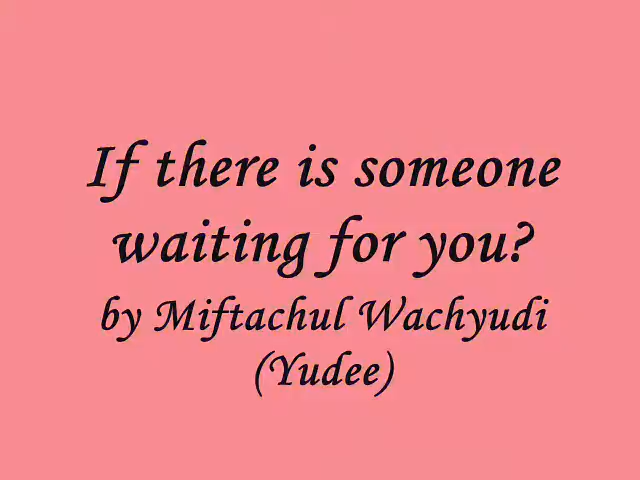 If there is someone
waiting for you?
by Miftachul Wachyudi
(Yudee)